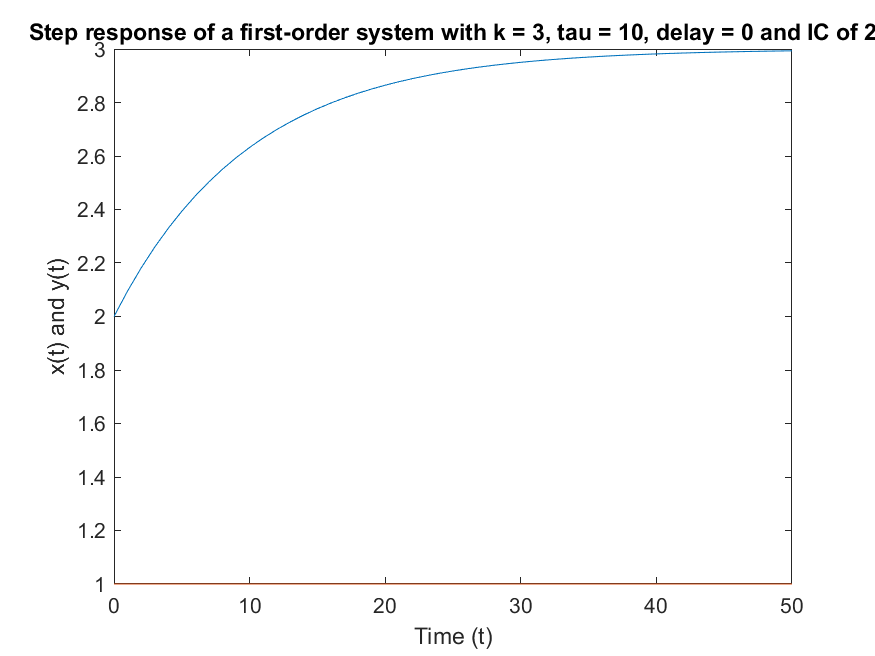 Step response of a first-order system with k = 3, tau = 10, delay = 0 and IC of 2
3
2.8
2.6
2.4
2.2
2
1.8
1.6
1.4
1.2
1
x(t) and y(t)
0 10 20 30 40 50
Time (t)